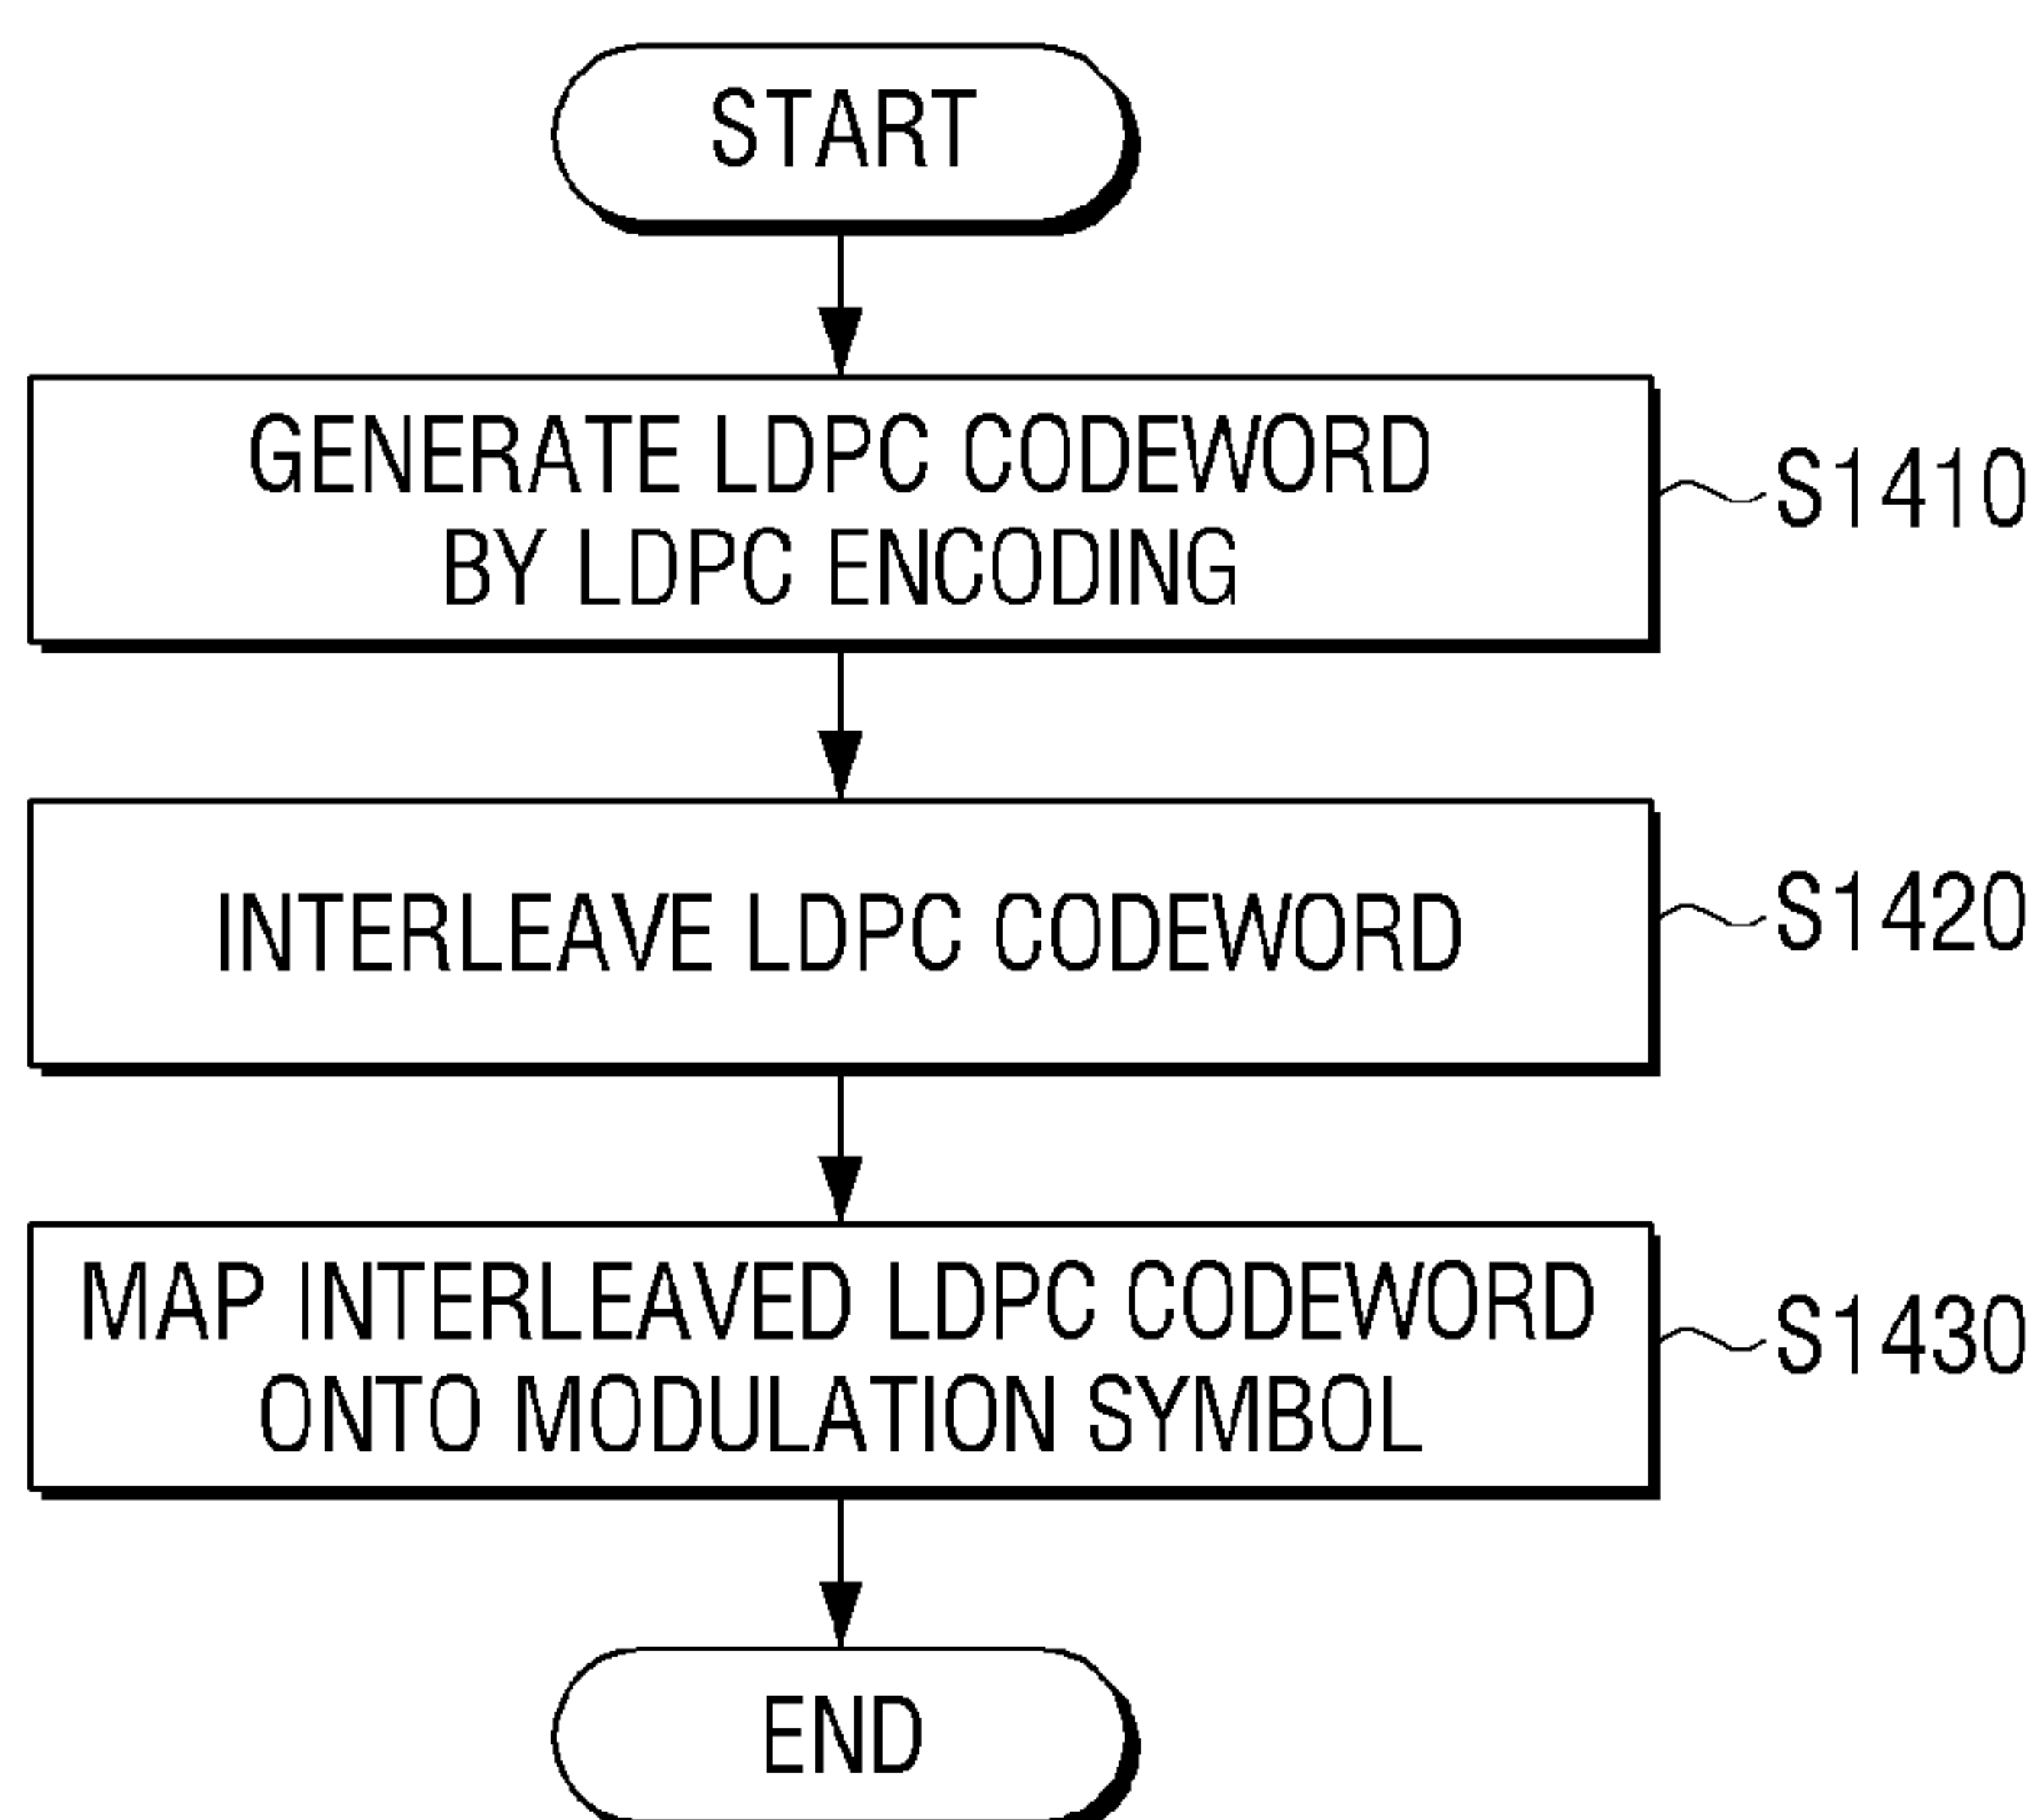 START
GENERATE LDPC CODEWORD
BY LDPC ENCODING
S1410
INTERLEAVE LDPC CODEWORD
S1420
MAP INTERLEAVED LDPC CODEWORD
ONTO MODULATION SYMBOL
S1430
END